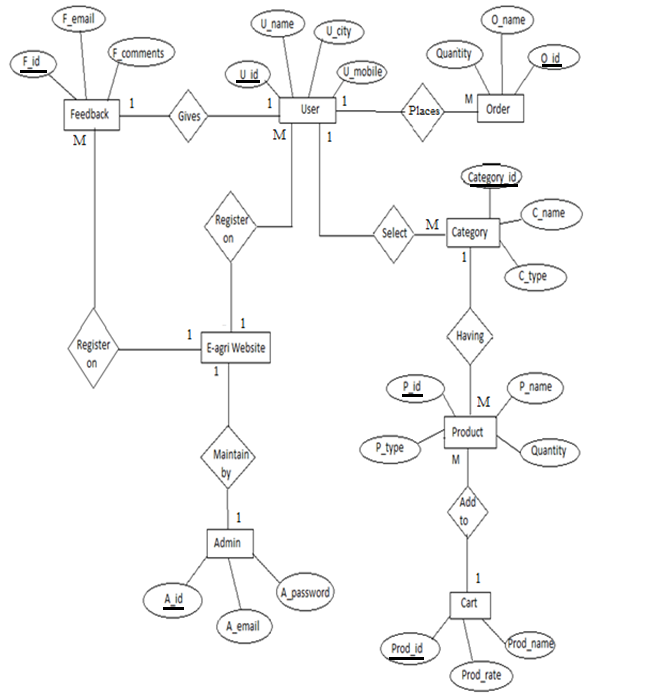 F_email
U_name
O_name
F_id
F_comments
U_city
Quantity
O_id
U_id
U_mobile
Feedback
1
Gives
1
User
1
Places
M
Order
M
M
1
Category_id
Register
on
Select
M
Category
C_name
1
C_type
Register
on
1
1
E-agri Website
1
Having
P_id
P_name
M
Product
P_type
Quantity
M
Maintain
by
Add
to
1
Admin
1
Cart
A_id
A_password
A_email
Prod_id
Prod_name
Prod_rate